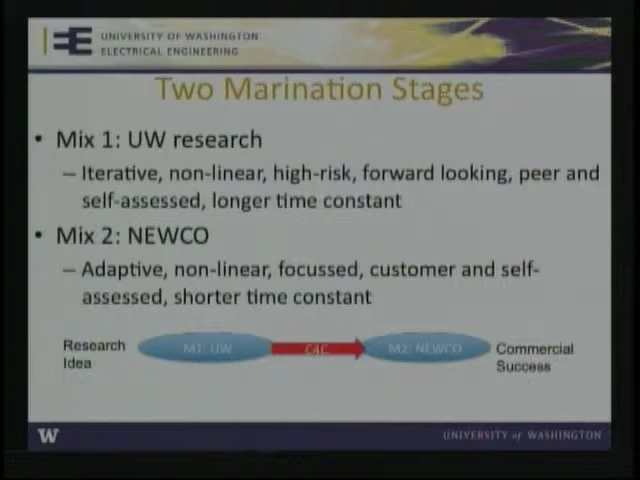 UNIVERSITY OF WASHINGTON
ELECTRICAL ENGINEERING
Two Marination Stages
• Mix 1: UW research
– Iterative, non-linear, high-risk, forward looking, peer and
self-assessed, longer time constant
• Mix 2: NEWCO
– Adaptive, non-linear, focussed, customer and self-
assessed, shorter time constant
Research
Idea
M1: UW
C4C
M2: NEWCO
Commercial
Success
W
UNIVERSITY of WASHINGTON